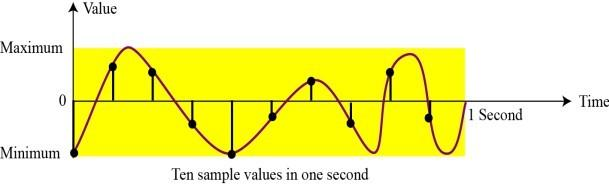 Value
Maximum
0
Time
1 Second
Minimum
Ten sample values in one second